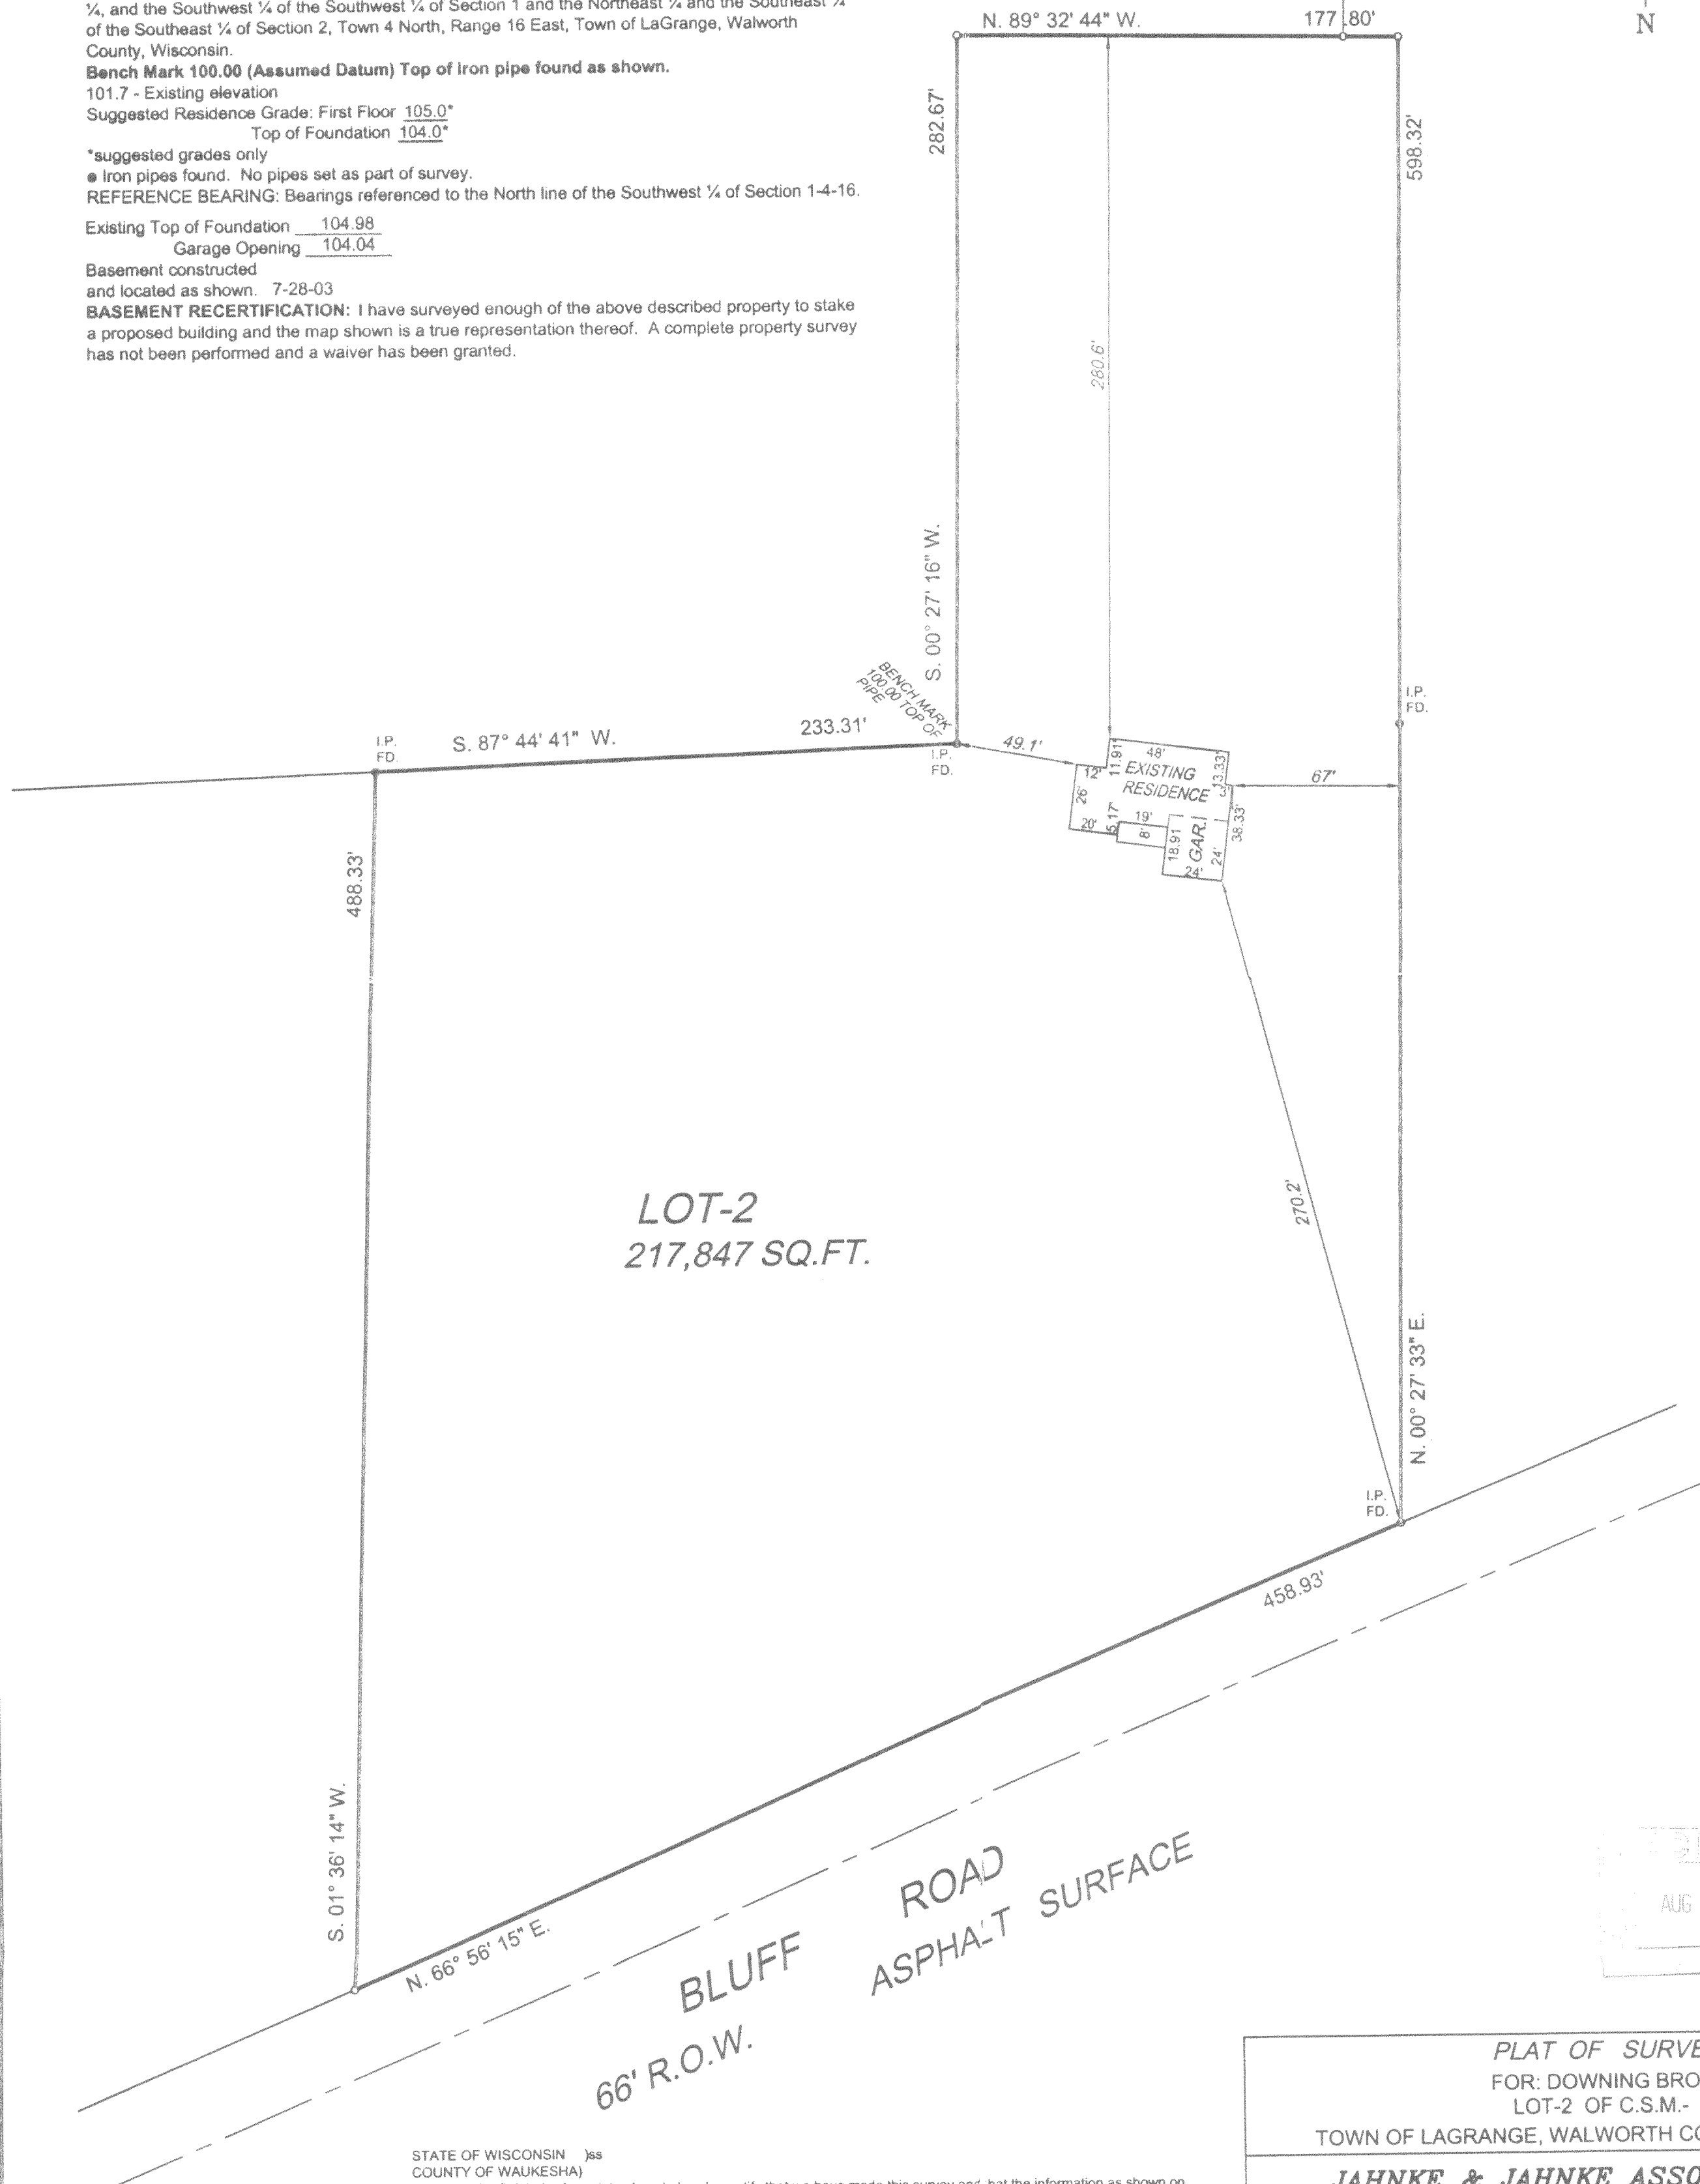 ¼, and the Southwest ¼ of the Southwest ¼ of Section 1 and the Northeast ¼ and the Southeast ¼
of the Southeast ¼ of Section 2, Town 4 North, Range 16 East, Town of LaGrange, Walworth
County, Wisconsin.
Bench Mark 100.00 (Assumed Datum) Top of iron pipe found as shown.
101.7 - Existing elevation
Suggested Residence Grade: First Floor 105.0*
Top of Foundation 104.0*
*suggested grades only
● Iron pipes found. No pipes set as part of survey.
REFERENCE BEARING: Bearings referenced to the North line of the Southwest ¼ of Section 1-4-16.
Existing Top of Foundation 104.98
Garage Opening 104.04
Basement constructed
and located as shown. 7-28-03
BASEMENT RECERTIFICATION: I have surveyed enough of the above described property to stake
a proposed building and the map shown is a true representation thereof. A complete property survey
has not been performed and a waiver has been granted.
N. 89° 32' 44" W.
177.80'
N
282.67'
598.32'
280.6'
S. 00° 27' 16" W.
BENCH MARK
100.00 TOP OF
PIPE
I.P.
FD.
S. 87° 44' 41" W.
233.31'
I.P.
FD.
I.P.
FD.
49.1'
12'
11.91'
48'
13.33'
EXISTING
RESIDENCE
3'
67'
26'
20'
5.17'
19'
8'
18.91
GAR.
24'
24'
38.33'
488.33'
LOT-2
217,847 SQ.FT.
270.2'
N. 00° 27' 33" E.
I.P.
FD.
458.93'
S. 01° 36' 14" W.
N. 66° 56' 15" E.
BLUFF ROAD
ASPHALT SURFACE
66' R.O.W.
AUG
PLAT OF SURVE
FOR: DOWNING BRO
LOT-2 OF C.S.M.-
TOWN OF LAGRANGE, WALWORTH CO
JAHNKE & JAHNKE ASSO
STATE OF WISCONSIN )ss
COUNTY OF WAUKESHA)
we have made this survey and that the information as shown on